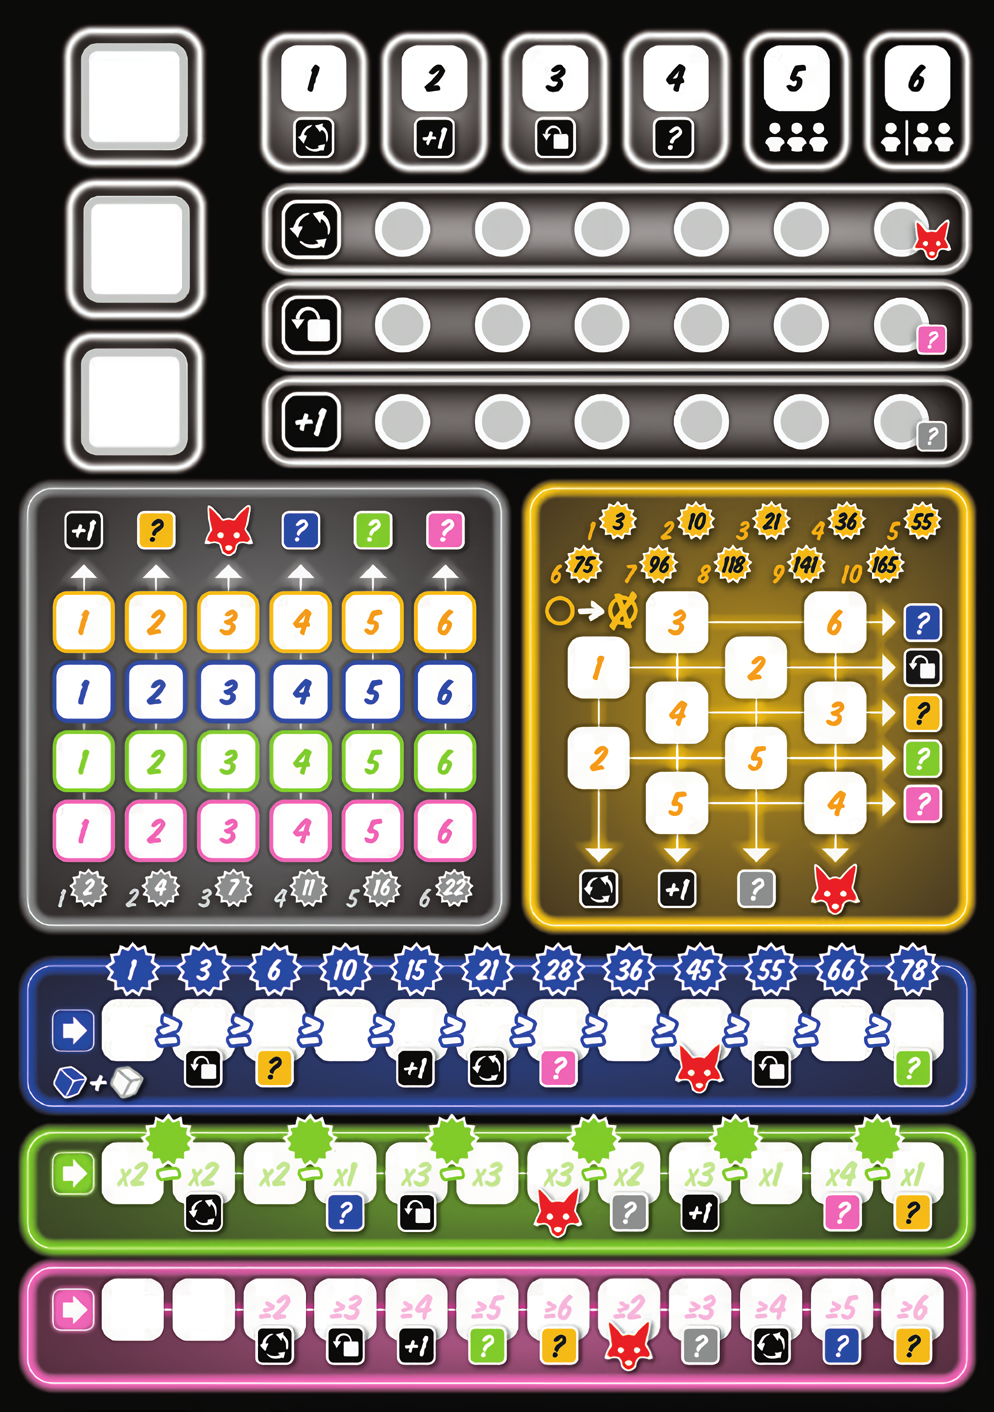 1 2 3 4 5 6
+1 ?
?
+1 ?
+1 ? ? ? ?
1 2 3 4 5 6
1 2 3 4 5 6
1 2 3 4 5 6
1 2 3 4 5 6
1 2 2 4 3 7 4 11 5 16 6 22
1 3 2 10 3 21 4 36 5 55
6 75 7 96 8 118 9 141 10 165
X 3 6 ?
1 2
4 3 ?
2 5 ?
5 4 ?
+1 ?
1 3 6 10 15 21 28 36 45 55 66 78
≥ ≥ ≥ ≥ ≥ ≥ ≥ ≥ ≥ ≥ ≥
+ ? +1 ? ?
x2 - x2 x2 - x1 x3 - x3 x3 - x2 x3 - x1 x4 - x1
? ? +1 ? ?
≥2 ≥3 ≥4 ≥5 ≥6 ≥2 ≥3 ≥4 ≥5 ≥6
+1 ? ? ? ? ?